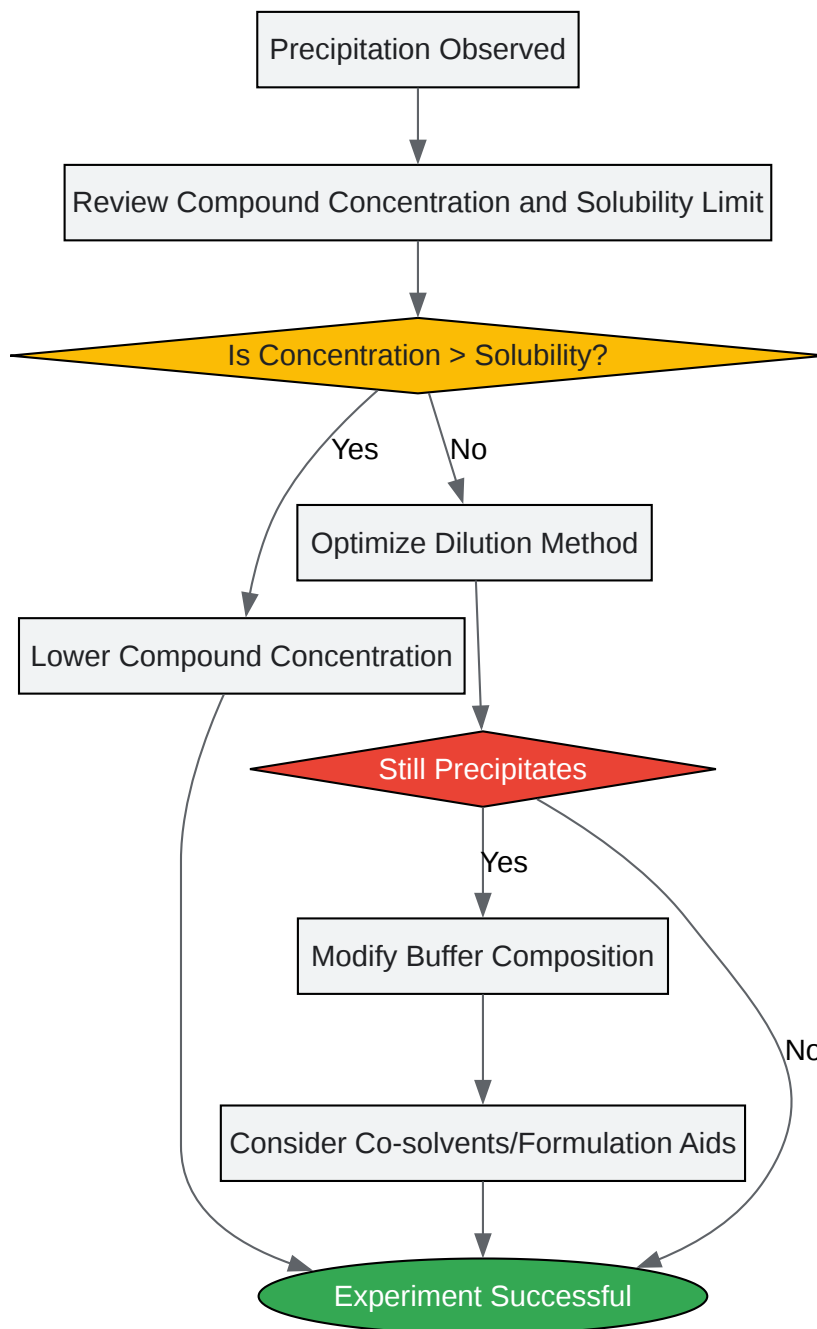 Precipitation Observed
Review Compound Concentration and Solubility Limit
Is Concentration > Solubility?
Yes
No
Optimize Dilution Method
Lower Compound Concentration
Still Precipitates
Yes
Modify Buffer Composition
No
Consider Co-solvents/Formulation Aids
Experiment Successful